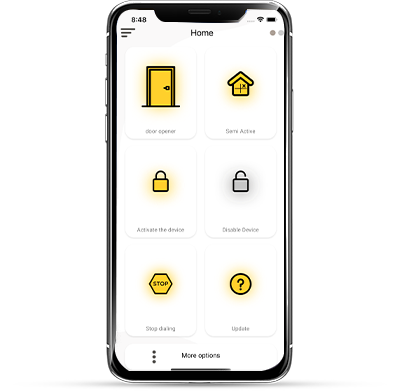 8:48
Home
door opener
Semi Active
Activate the device
Disable Device
STOP
?
Stop dialing
Update
More options